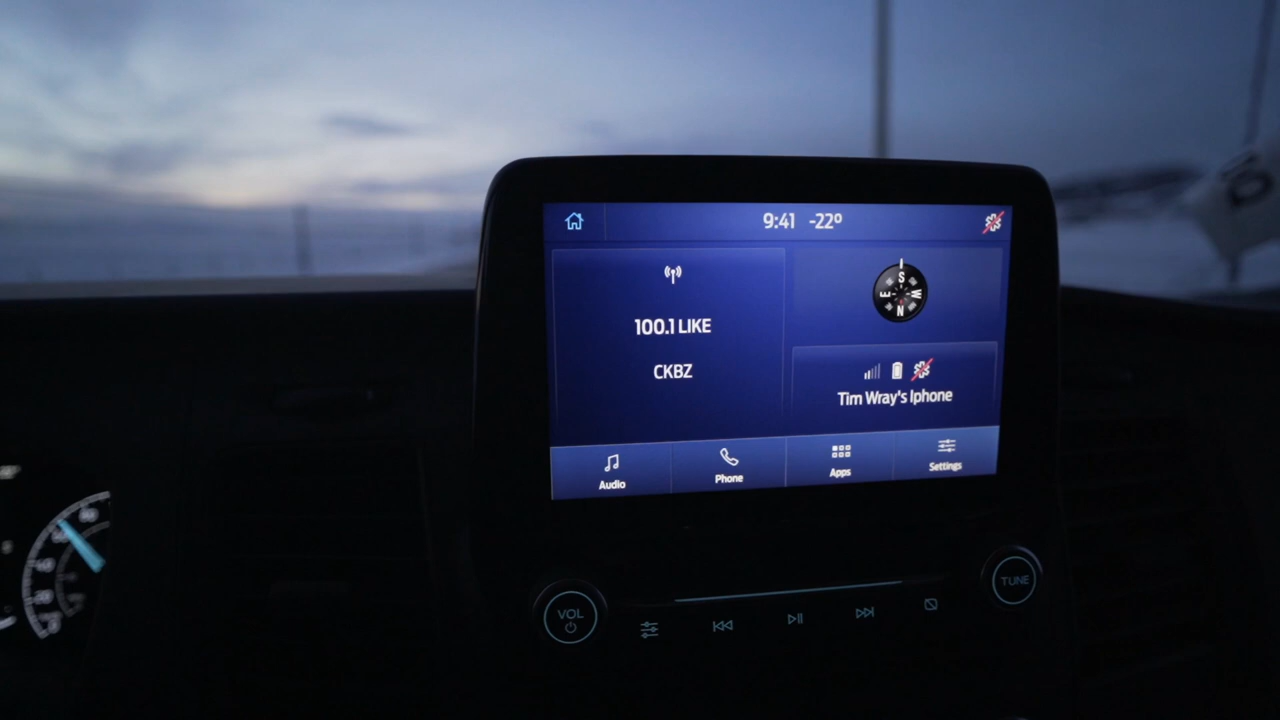 9:41 -22°
100.1 LIKE
CKBZ
S
E W
N
Tim Wray's Iphone
Audio
Phone
Apps
Settings
VOL
TUNE